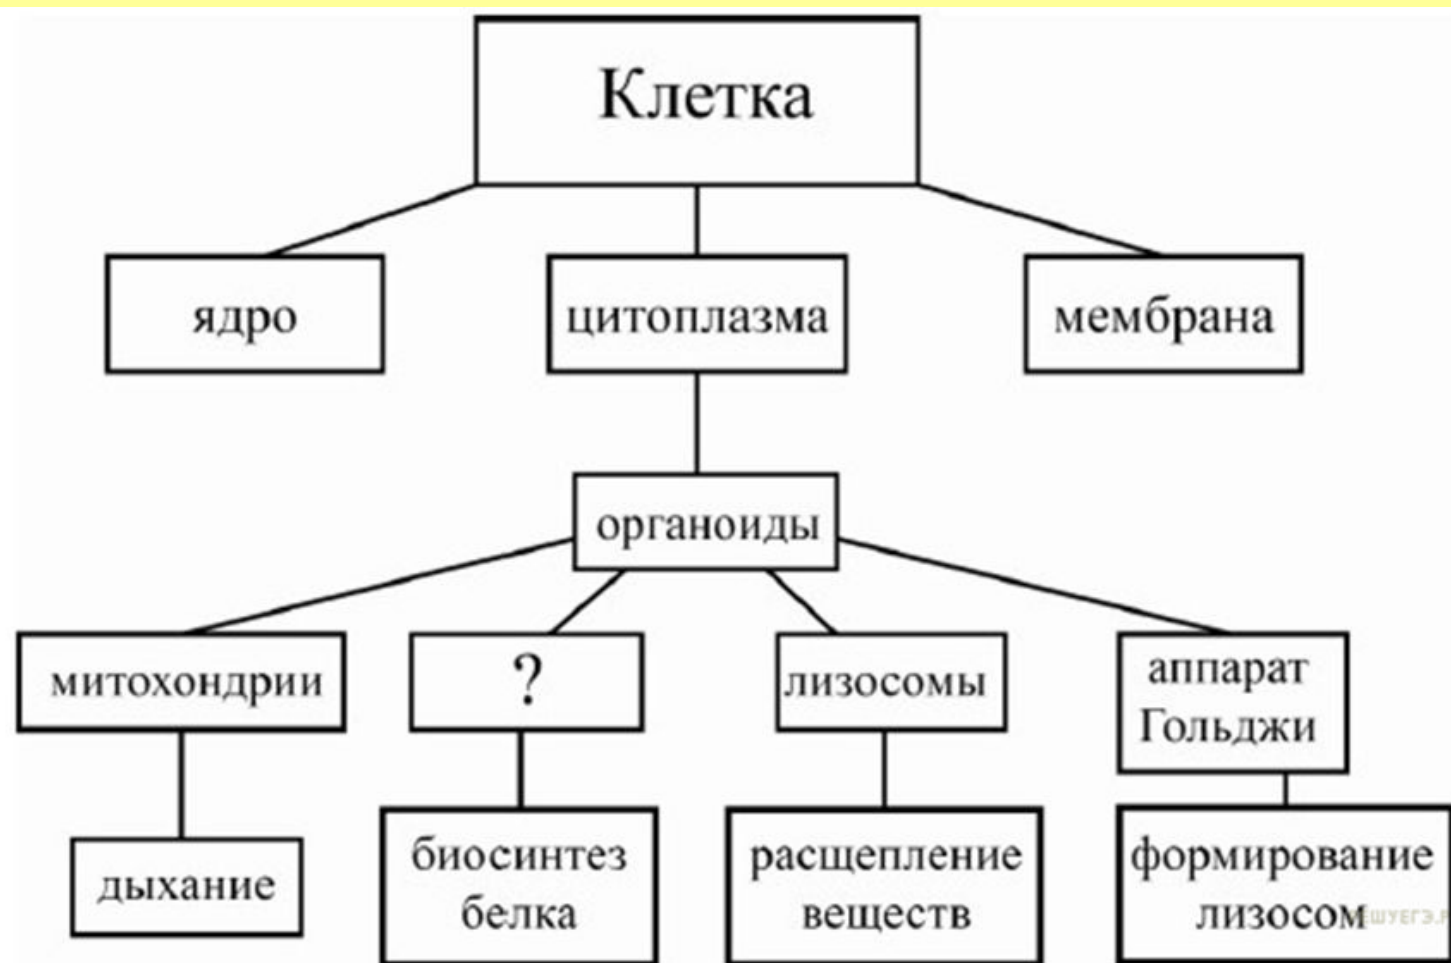 Клетка
ядро
цитоплазма
мембрана
органоиды
митохондрии
?
лизосомы
аппарат
Гольджи
дыхание
биосинтез
белка
расщепление
веществ
формирование
лизосом